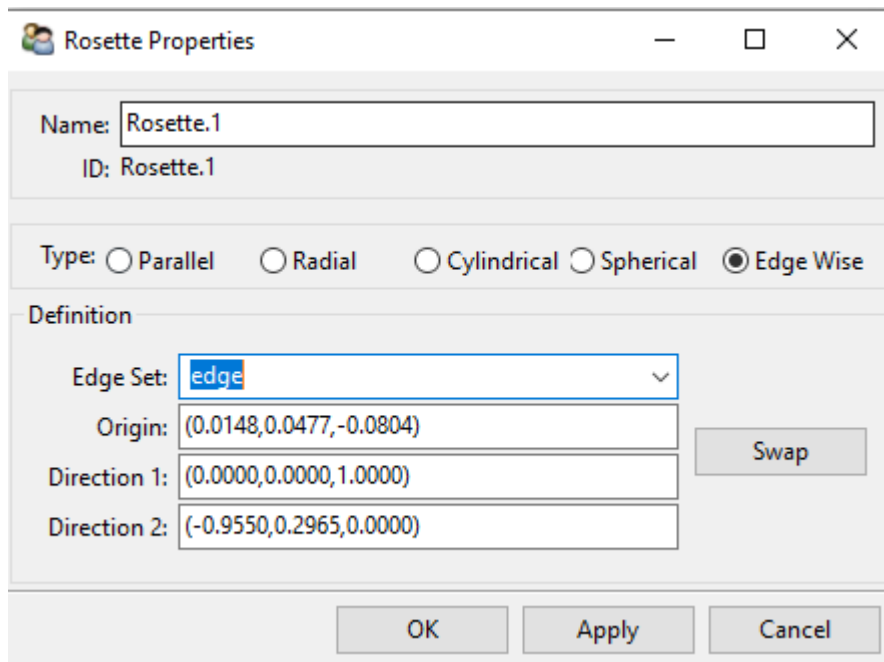 Rosette Properties
Name: Rosette.1
ID: Rosette.1
Type: Parallel Radial Cylindrical Spherical Edge Wise
Definition
Edge Set: edge
Origin: (0.0148,0.0477,-0.0804)
Swap
Direction 1: (0.0000,0.0000,1.0000)
Direction 2: (-0.9550,0.2965,0.0000)
OK Apply Cancel